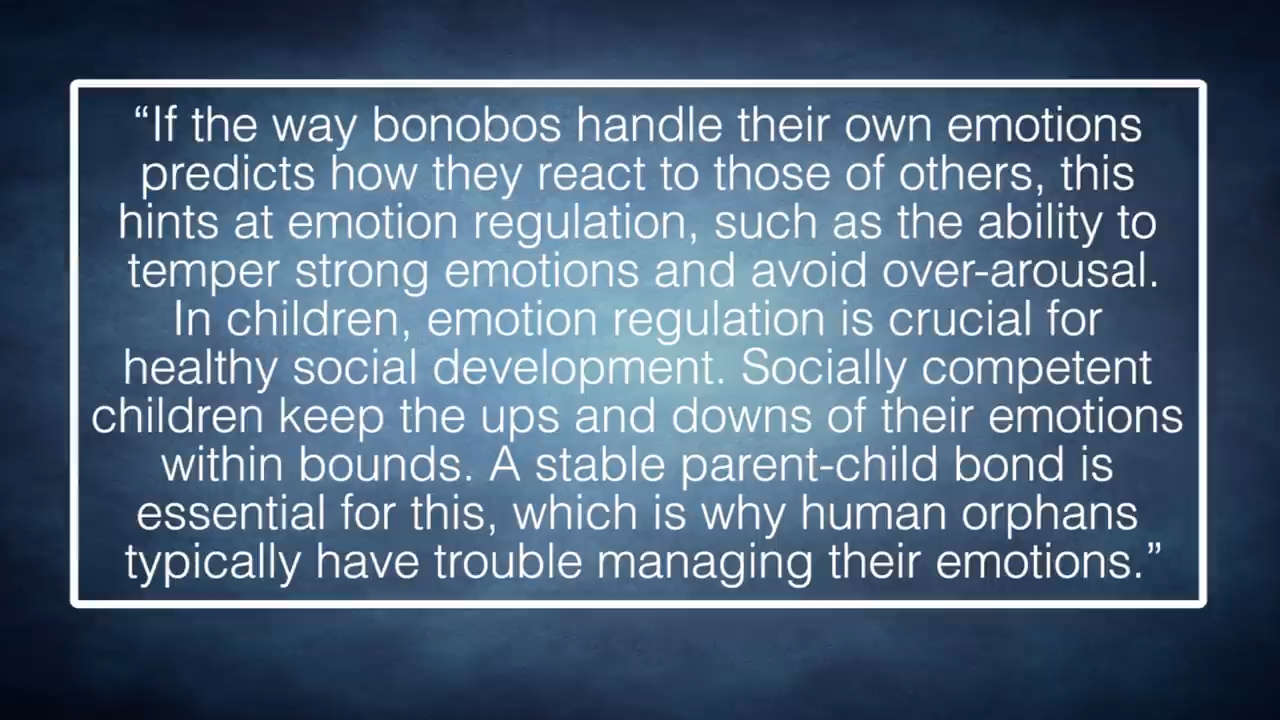 “If the way bonobos handle their own emotions
predicts how they react to those of others, this
hints at emotion regulation, such as the ability to
temper strong emotions and avoid over-arousal.
In children, emotion regulation is crucial for
healthy social development. Socially competent
children keep the ups and downs of their emotions
within bounds. A stable parent-child bond is
essential for this, which is why human orphans
typically have trouble managing their emotions.”